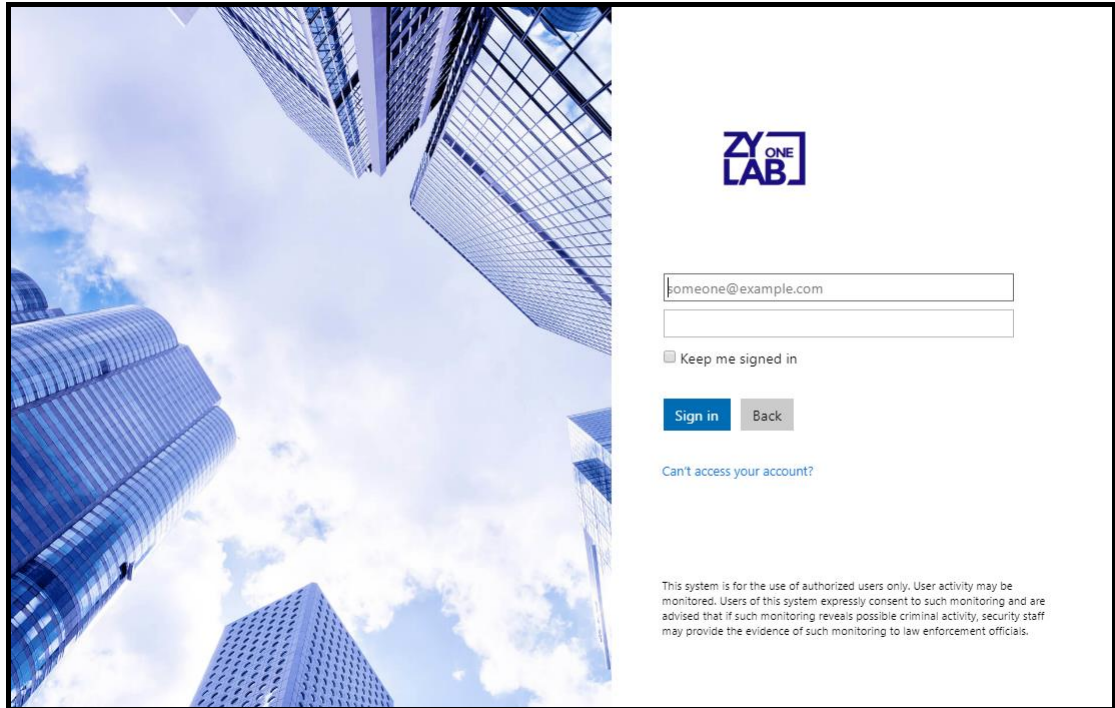 ZY ONE
LAB
someone@example.com
Keep me signed in
Sign in Back
Can't access your account?
This system is for the use of authorized users only. User activity may be
monitored. Users of this system expressly consent to such monitoring and are
advised that if such monitoring reveals possible criminal activity, security staff
may provide the evidence of such monitoring to law enforcement officials.